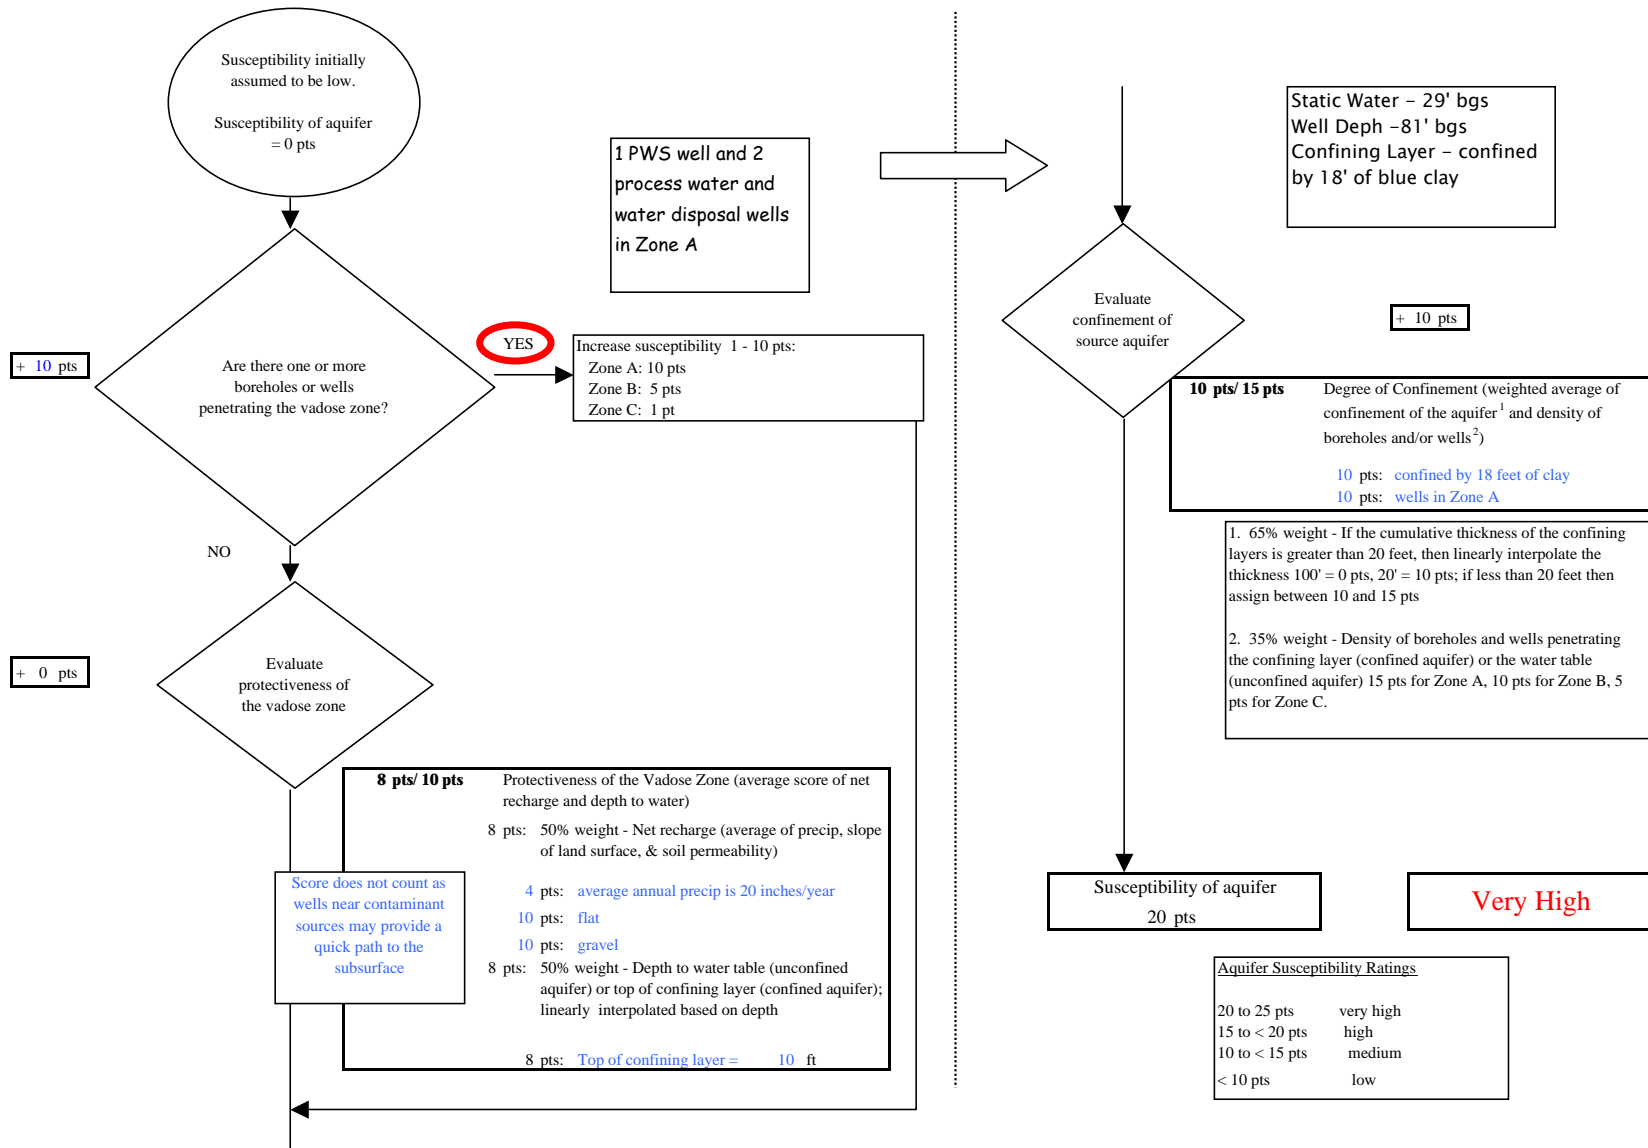 Susceptibility initially
assumed to be low.
Susceptibility of aquifer
= 0 pts
1 PWS well and 2
process water and
water disposal wells
in Zone A
+ 10 pts
Are there one or more
boreholes or wells
penetrating the vadose zone?
YES
Increase susceptibility 1 - 10 pts:
Zone A: 10 pts
Zone B: 5 pts
Zone C: 1 pt
NO
+ 0 pts
Evaluate
protectiveness of
the vadose zone
8 pts/ 10 pts
Protectiveness of the Vadose Zone (average score of net
recharge and depth to water)
8 pts: 50% weight - Net recharge (average of precip, slope
of land surface, & soil permeability)
4 pts: average annual precip is 20 inches/year
10 pts: flat
10 pts: gravel
8 pts: 50% weight - Depth to water table (unconfined
aquifer) or top of confining layer (confined aquifer);
linearly interpolated based on depth
8 pts: Top of confining layer = 10 ft
Score does not count as
wells near contaminant
sources may provide a
quick path to the
subsurface
Static Water - 29' bgs
Well Deph -81' bgs
Confining Layer - confined
by 18' of blue clay
Evaluate
confinement of
source aquifer
+ 10 pts
10 pts/ 15 pts
Degree of Confinement (weighted average of
confinement of the aquifer1 and density of
boreholes and/or wells2)
10 pts: confined by 18 feet of clay
10 pts: wells in Zone A
1. 65% weight - If the cumulative thickness of the confining
layers is greater than 20 feet, then linearly interpolate the
thickness 100' = 0 pts, 20' = 10 pts; if less than 20 feet then
assign between 10 and 15 pts
2. 35% weight - Density of boreholes and wells penetrating
the confining layer (confined aquifer) or the water table
(unconfined aquifer) 15 pts for Zone A, 10 pts for Zone B, 5
pts for Zone C.
Susceptibility of aquifer
20 pts
Very High
Aquifer Susceptibility Ratings
20 to 25 pts very high
15 to < 20 pts high
10 to < 15 pts medium
< 10 pts low